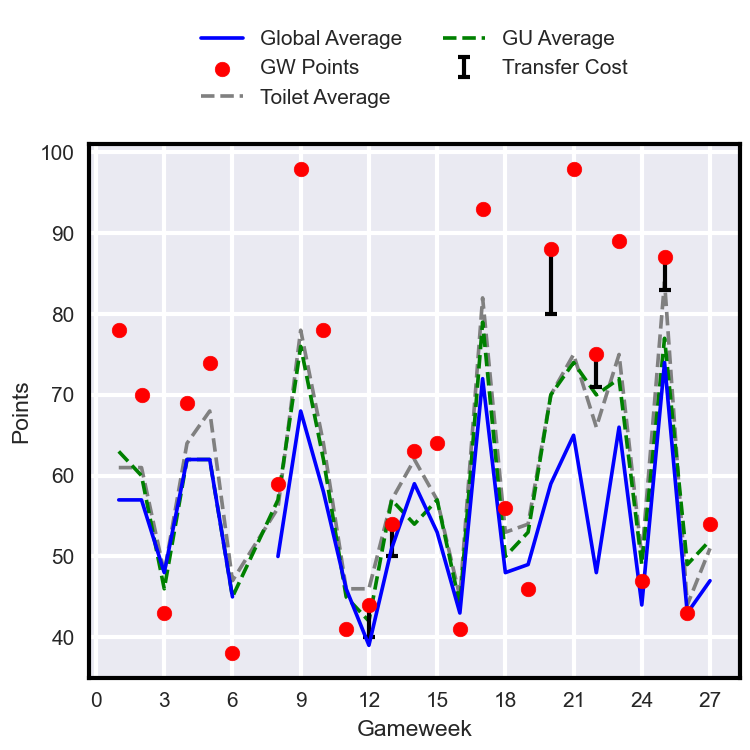 Global Average
GW Points
Toilet Average
GU Average
Transfer Cost
100
90
80
70
60
50
40
Points
0 3 6 9 12 15 18 21 24 27
Gameweek